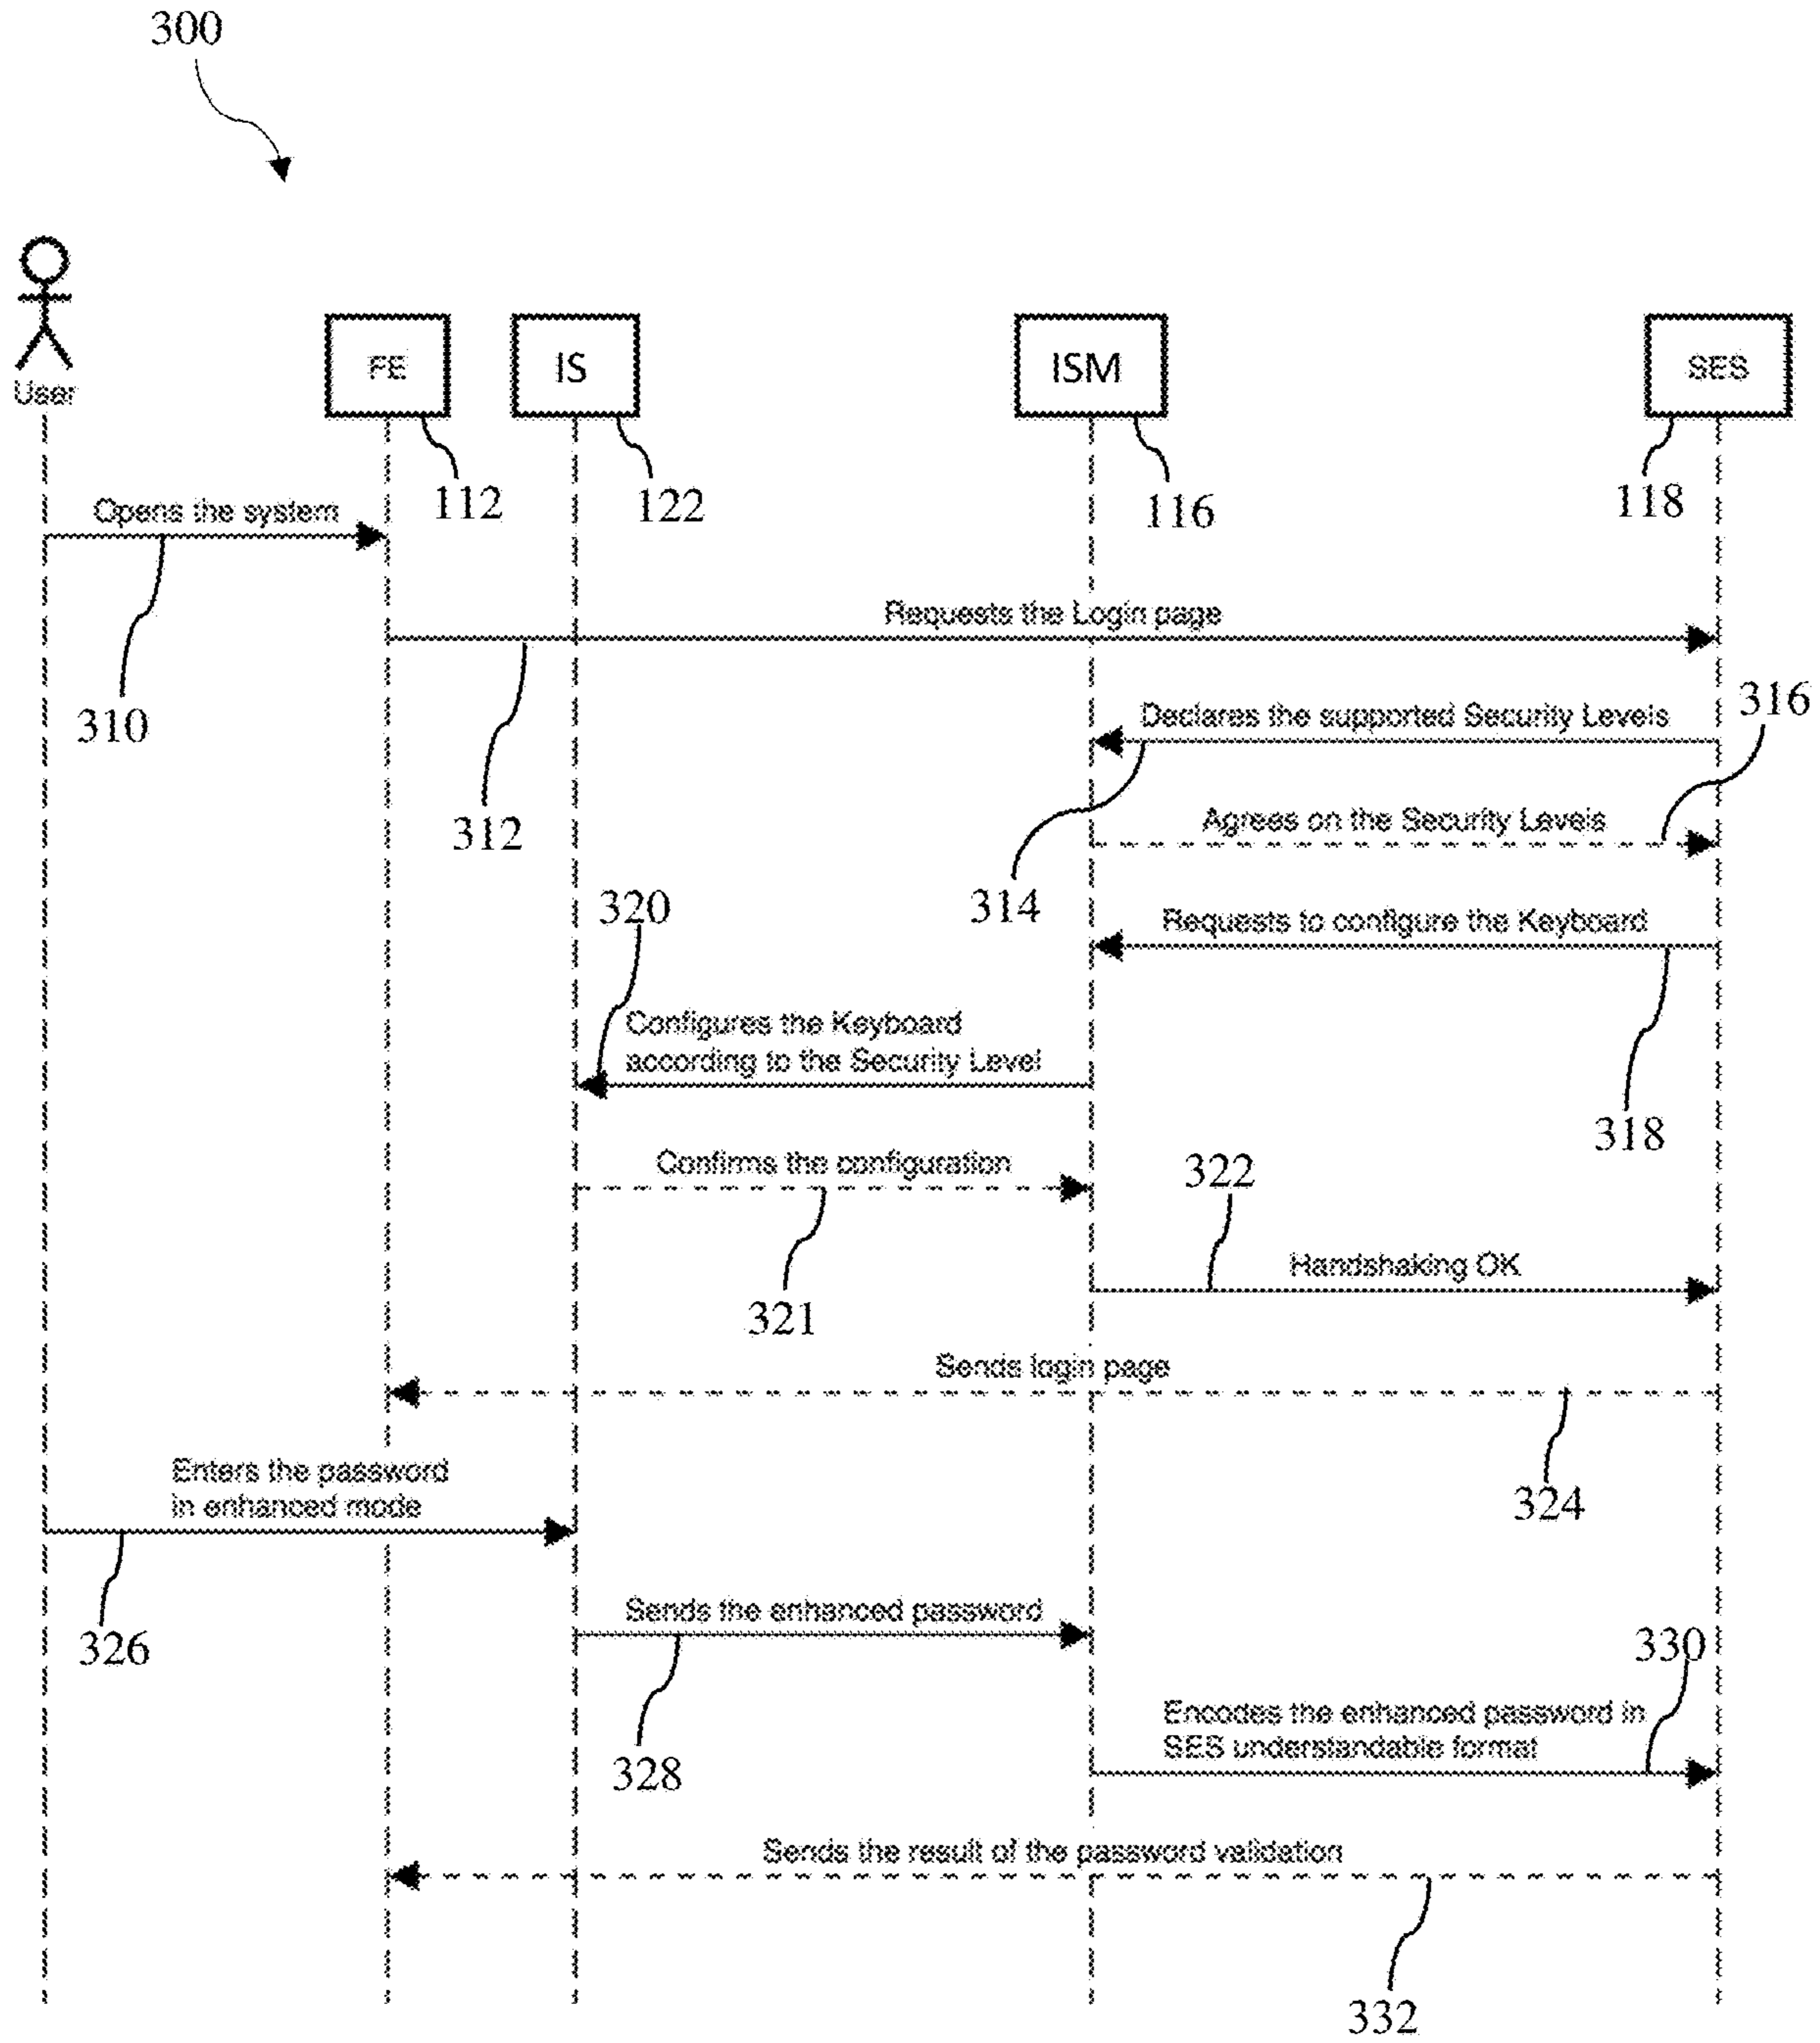 300
User
FE
IS
ISM
SES
112
122
116
118
Opens the system
310
Requests the Login page
312
Declares the supported Security Levels
316
314
Agrees on the Security Levels
Requests to configure the Keyboard
318
320
Configures the Keyboard
according to the Security Level
Confirms the configuration
321
322
Handshaking OK
Sends login page
324
Enters the password
in enhanced mode
326
Sends the enhanced password
328
330
Encodes the enhanced password in
SES understandable format
Sends the result of the password validation
332